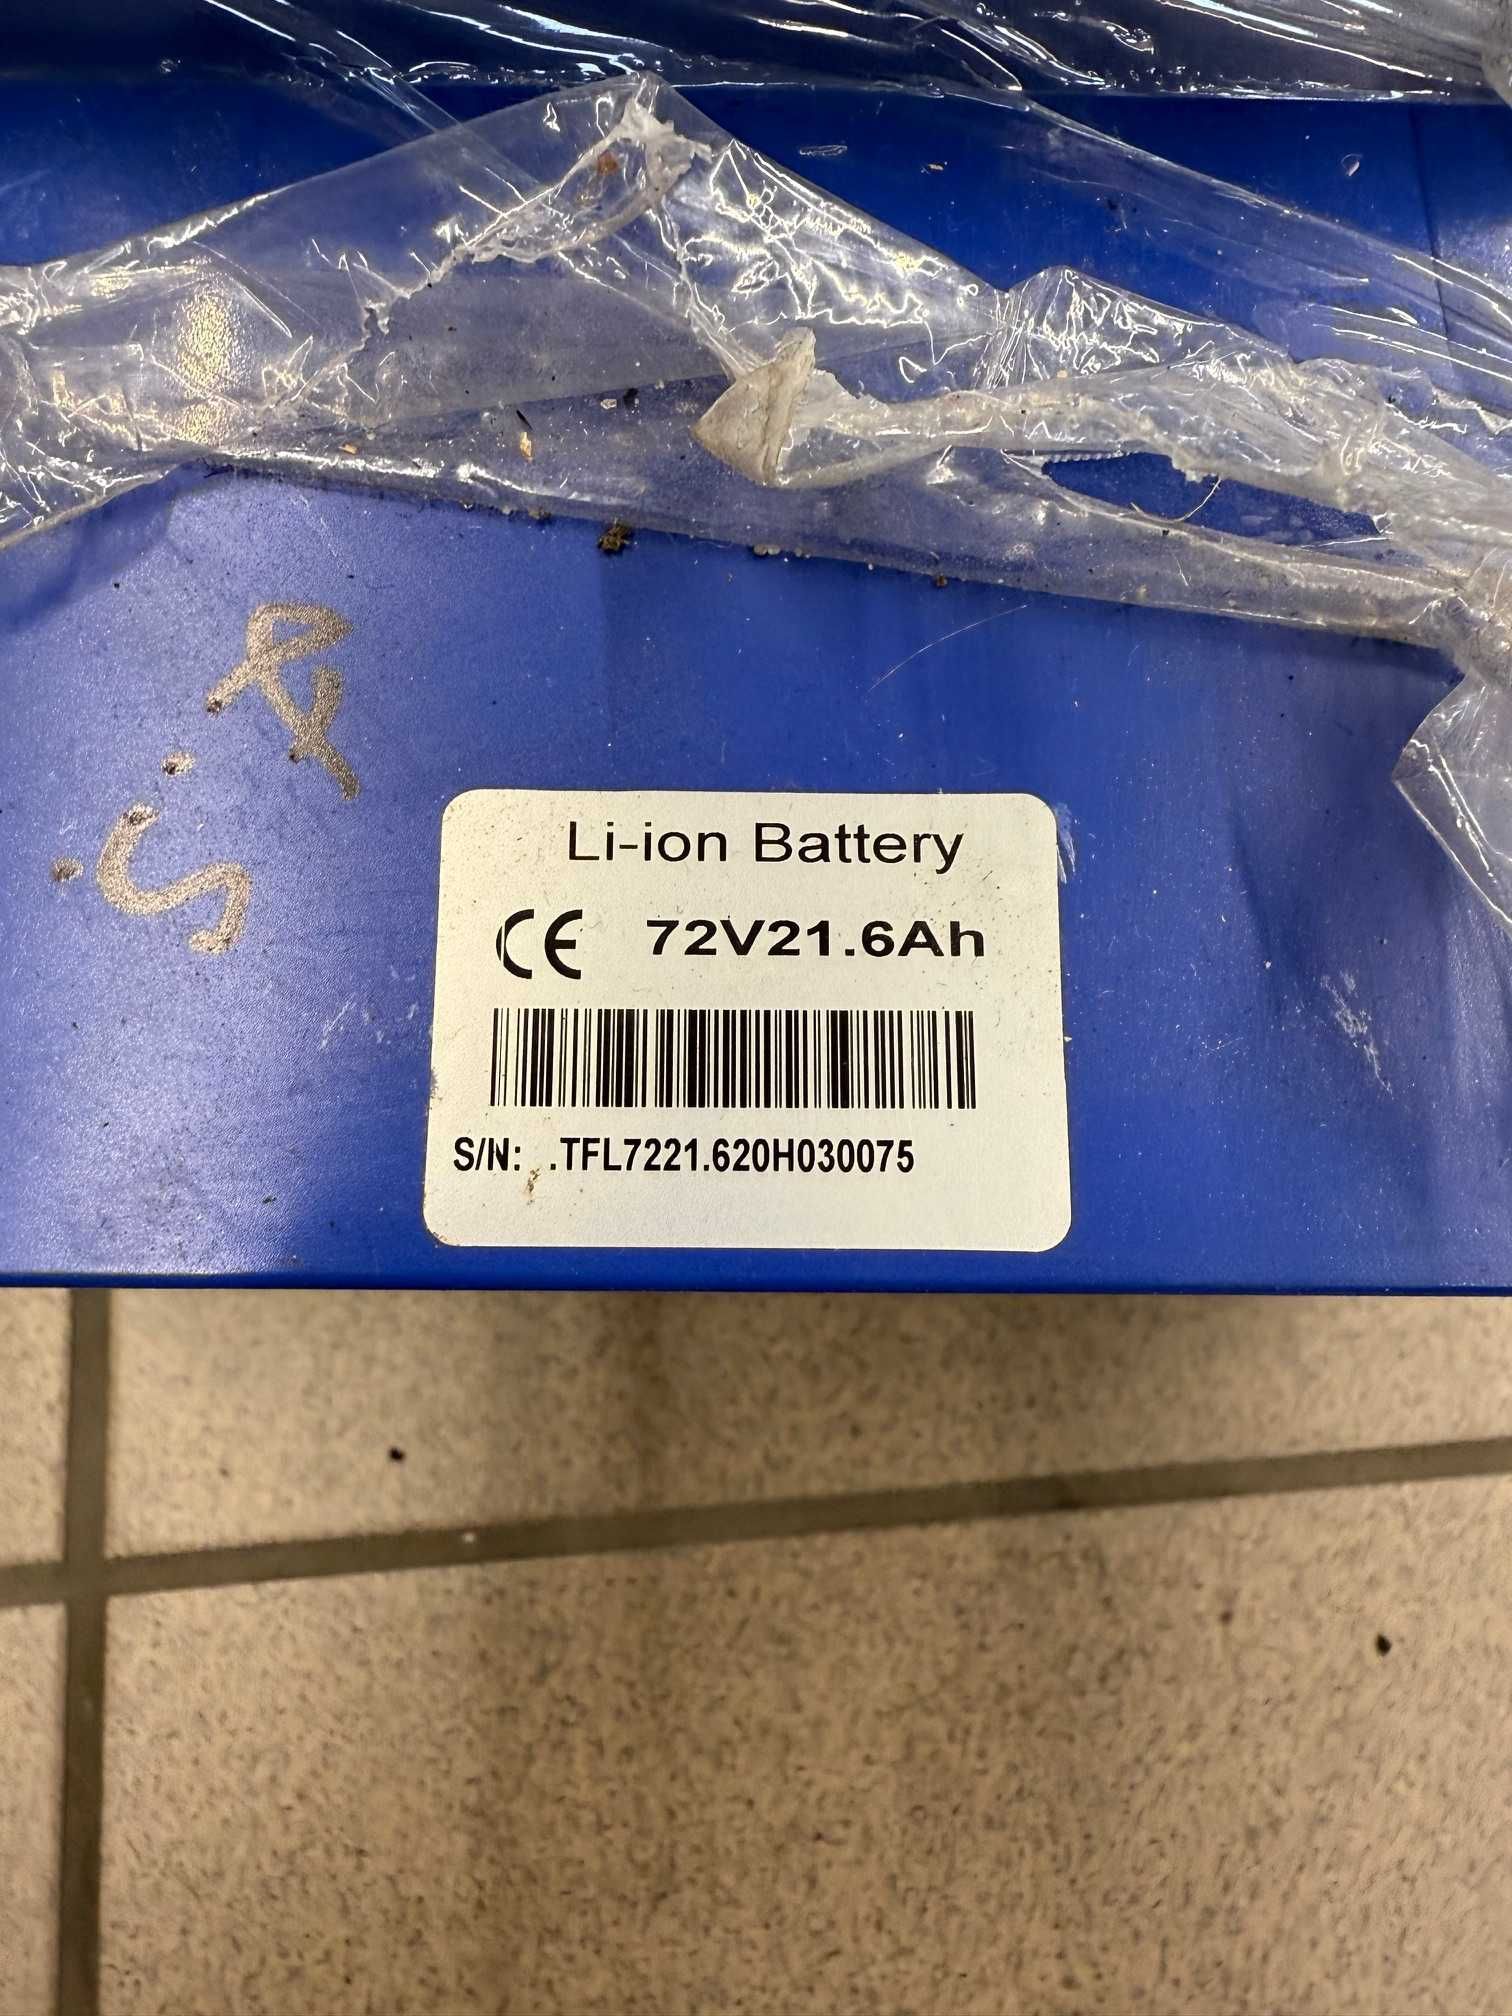 Li-ion Battery
CE 72V21.6Ah
S/N: .TFL7221.620H030075